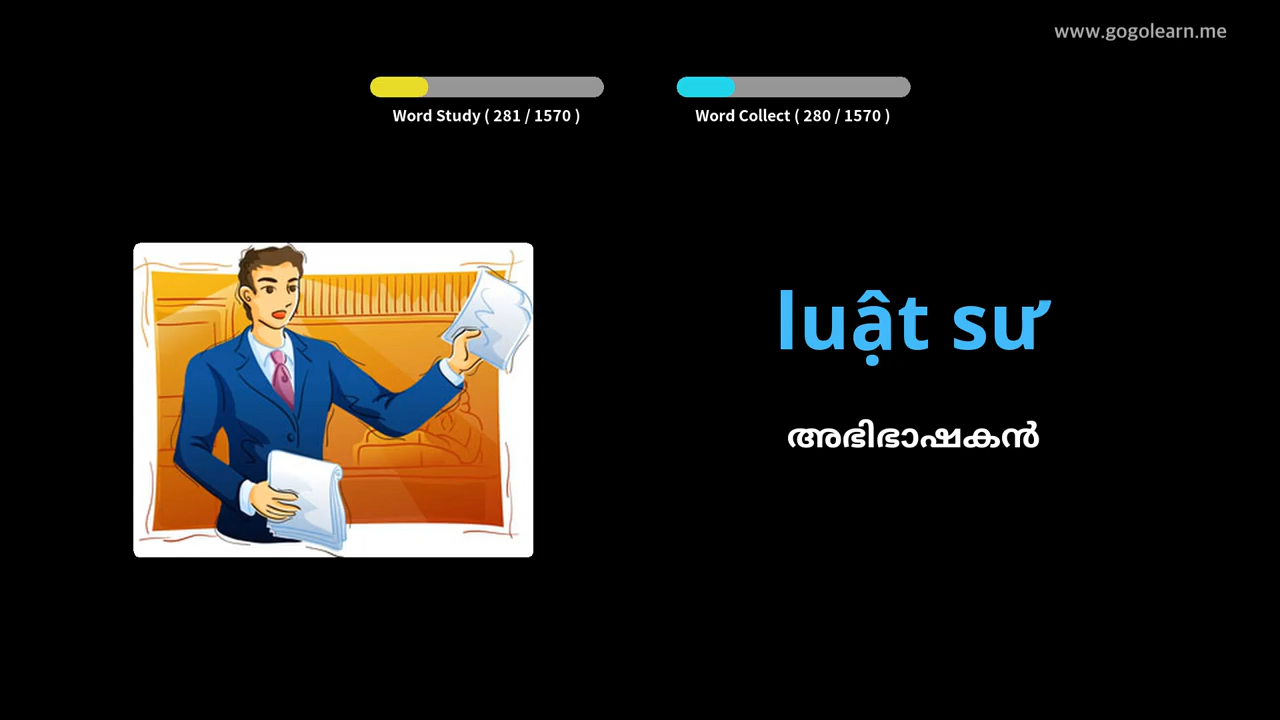 www.gogolearn.me
Word Study ( 281 / 1570 )
Word Collect ( 280 / 1570 )
luật sư
അഭിഭാഷകൻ